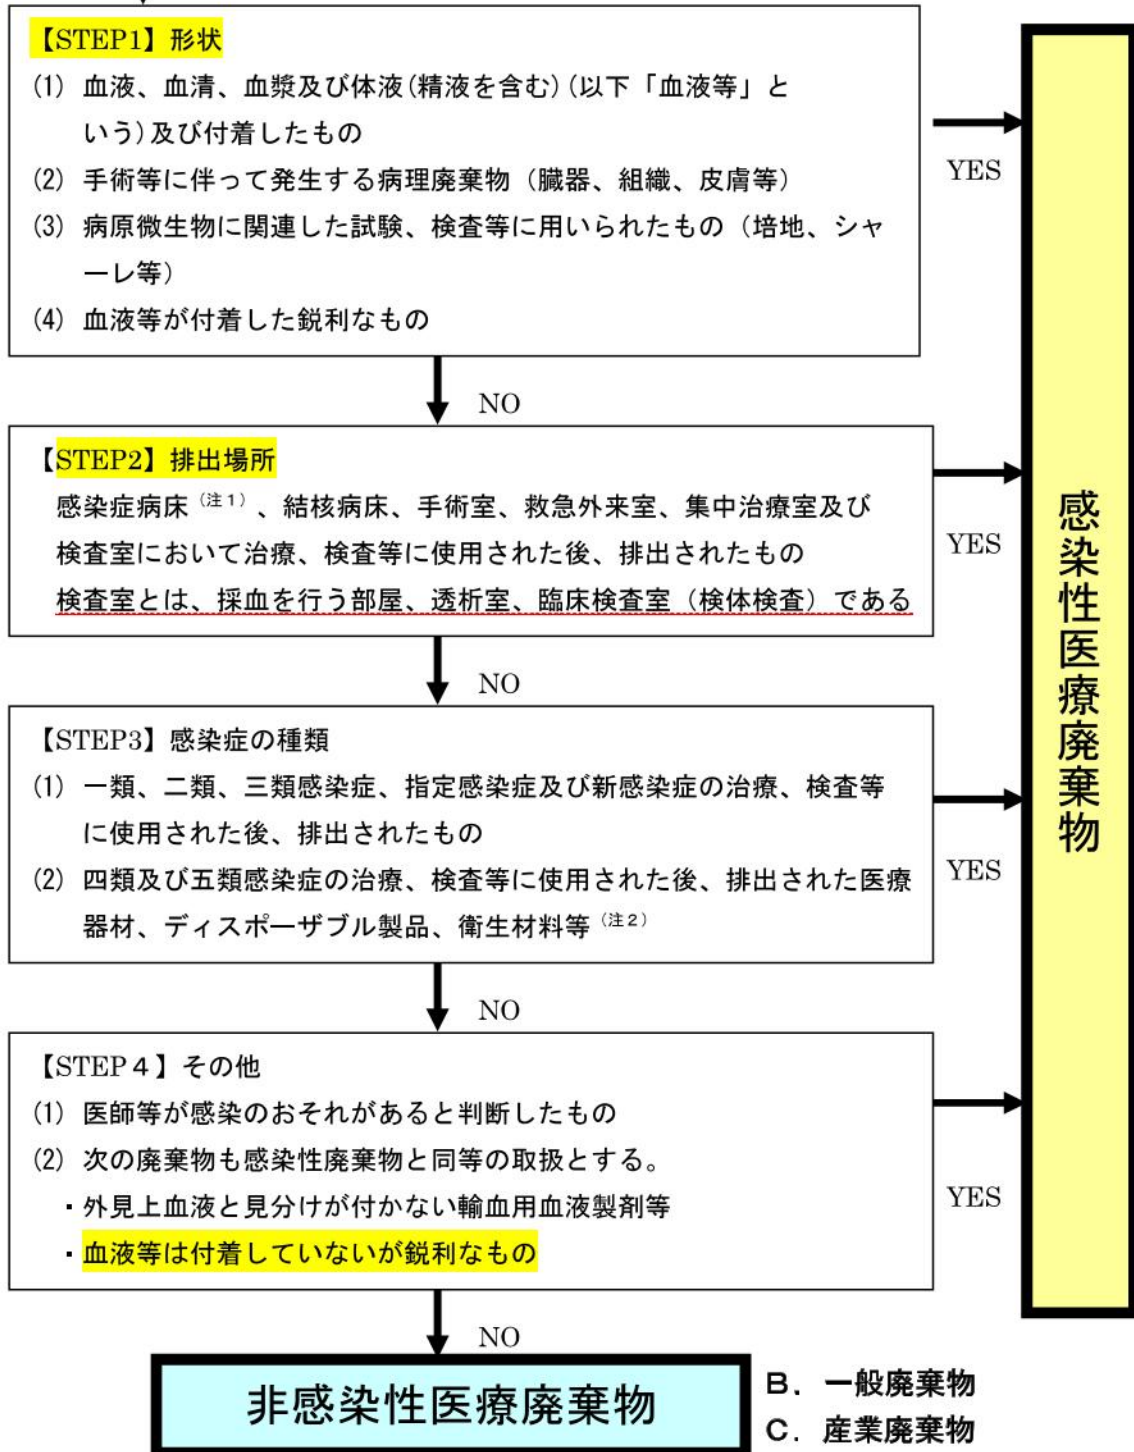 【STEP1】形状
(1) 血液、血清、血漿及び体液(精液を含む)(以下「血液等」と
いう)及び付着したもの
(2) 手術等に伴って発生する病理廃棄物（臓器、組織、皮膚等）
(3) 病原微生物に関連した試験、検査等に用いられたもの（培地、シャ
ーレ等）
(4) 血液等が付着した鋭利なもの
YES
NO
【STEP2】排出場所
感染症病床（注１）、結核病床、手術室、救急外来室、集中治療室及び
検査室において治療、検査等に使用された後、排出されたもの
検査室とは、採血を行う部屋、透析室、臨床検査室（検体検査）である
YES
NO
【STEP3】感染症の種類
(1) 一類、二類、三類感染症、指定感染症及び新感染症の治療、検査等
に使用された後、排出されたもの
(2) 四類及び五類感染症の治療、検査等に使用された後、排出された医療
器材、ディスポーザブル製品、衛生材料等（注２）
YES
NO
【STEP４】その他
(1) 医師等が感染のおそれがあると判断したもの
(2) 次の廃棄物も感染性廃棄物と同等の取扱とする。
・外見上血液と見分けが付かない輸血用血液製剤等
・血液等は付着していないが鋭利なもの
YES
NO
感染性医療廃棄物
非感染性医療廃棄物
Ｂ．一般廃棄物
Ｃ．産業廃棄物